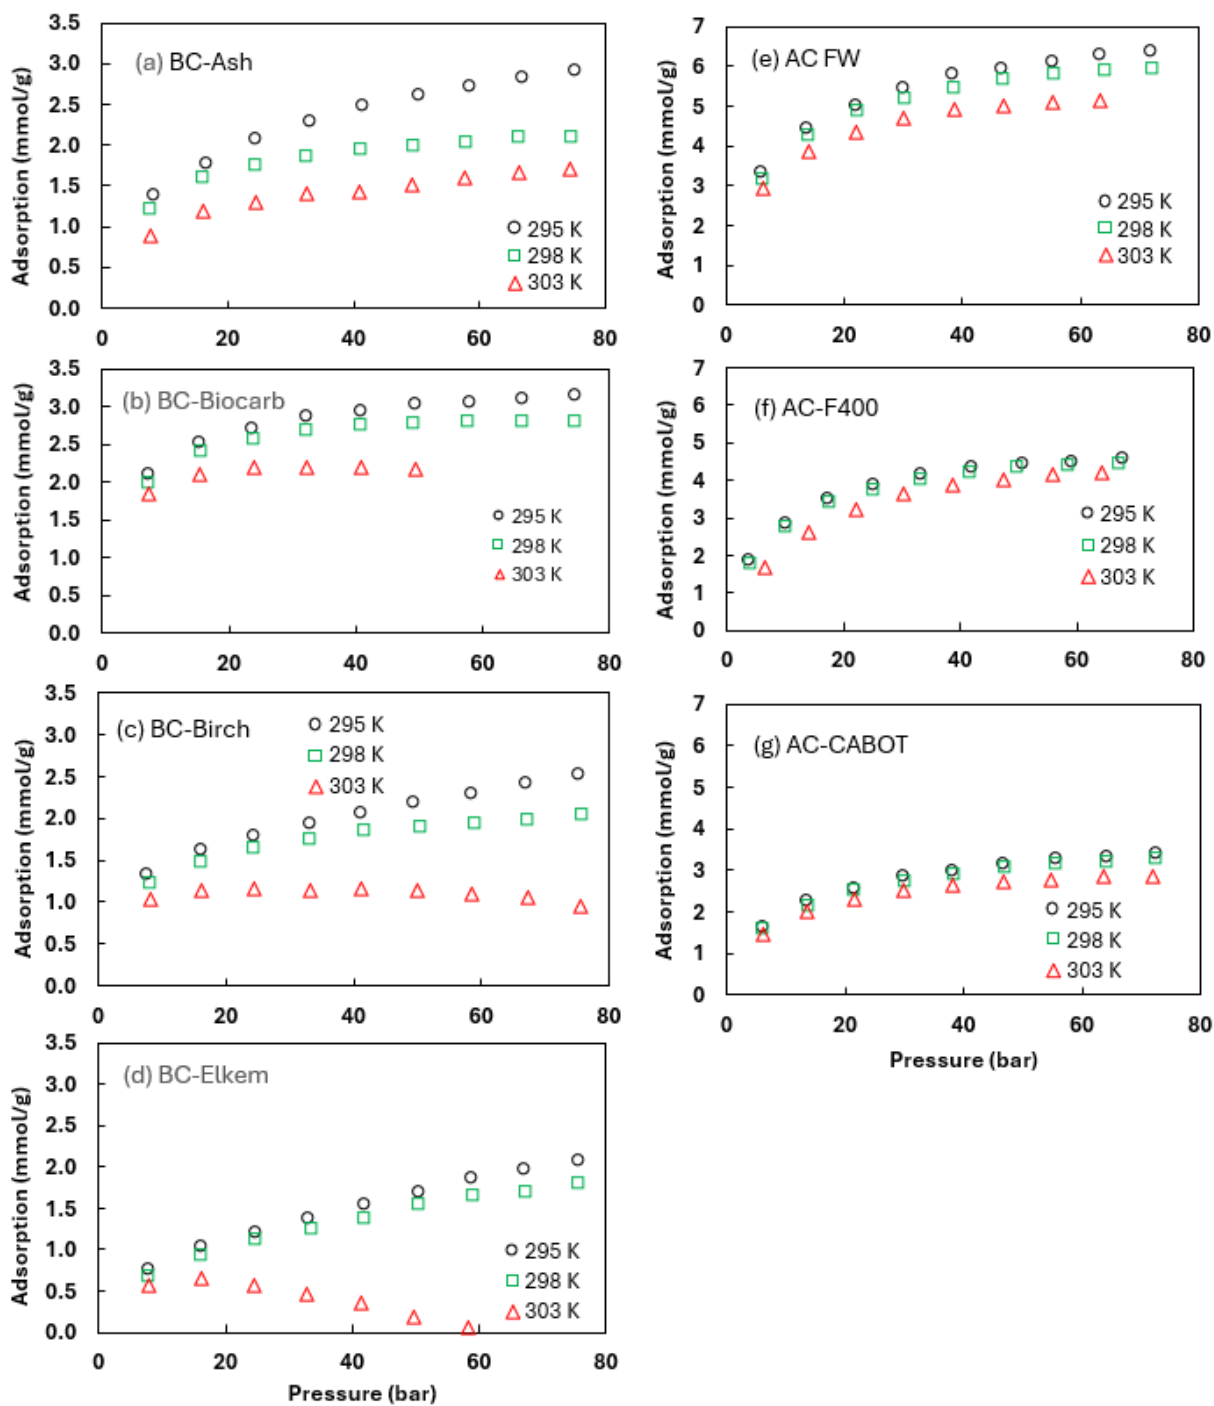 3.5
3.0
2.5
2.0
1.5
1.0
0.5
0.0
Adsorption (mmol/g)
(a) BC-Ash
295 K
298 K
303 K
0 20 40 60 80
3.5
3.0
2.5
2.0
1.5
1.0
0.5
0.0
Adsorption (mmol/g)
(b) BC-Biocarb
295 K
298 K
303 K
0 20 40 60 80
3.5
3.0
2.5
2.0
1.5
1.0
0.5
0.0
Adsorption (mmol/g)
(c) BC-Birch
295 K
298 K
303 K
0 20 40 60 80
3.5
3.0
2.5
2.0
1.5
1.0
0.5
0.0
Adsorption (mmol/g)
(d) BC-Elkem
295 K
298 K
303 K
0 20 40 60 80
Pressure (bar)
7
6
5
4
3
2
1
0
Adsorption (mmol/g)
(e) AC FW
295 K
298 K
303 K
0 20 40 60 80
7
6
5
4
3
2
1
0
Adsorption (mmol/g)
(f) AC-F400
295 K
298 K
303 K
0 20 40 60 80
7
6
5
4
3
2
1
0
Adsorption (mmol/g)
(g) AC-CABOT
295 K
298 K
303 K
0 20 40 60 80
Pressure (bar)